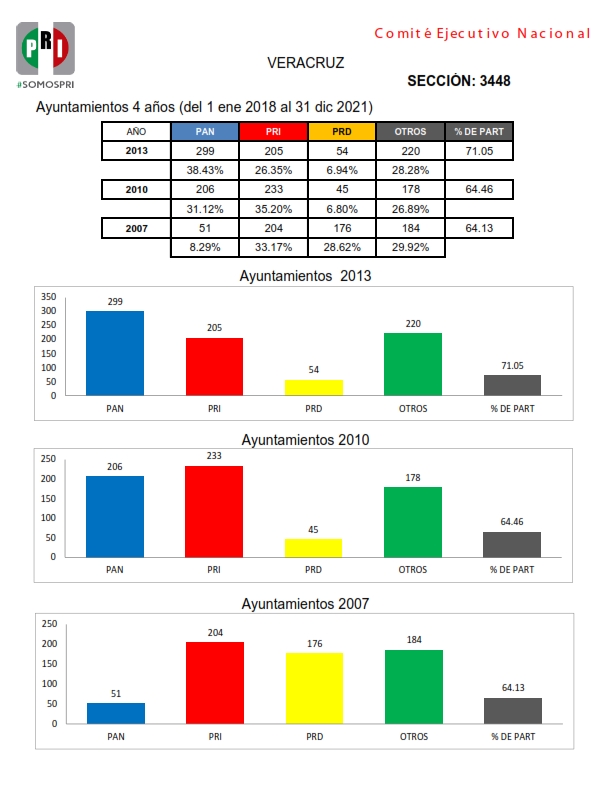 Comité Ejecutivo Nacional
PRI
#SOMOSPRI
VERACRUZ
SECCIÓN: 3448
Ayuntamientos 4 años (del 1 ene 2018 al 31 dic 2021)
AÑO PAN PRI PRD OTROS % DE PART
2013 299 205 54 220 71.05
38.43% 26.35% 6.94% 28.28%
2010 206 233 45 178 64.46
31.12% 35.20% 6.80% 26.89%
2007 51 204 176 184 64.13
8.29% 33.17% 28.62% 29.92%
Ayuntamientos 2013
350
300
250
200
150
100
50
0
299
205
54
220
71.05
PAN PRI PRD OTROS % DE PART
Ayuntamientos 2010
250
200
150
100
50
0
206
233
45
178
64.46
PAN PRI PRD OTROS % DE PART
Ayuntamientos 2007
250
200
150
100
50
0
51
204
176
184
64.13
PAN PRI PRD OTROS % DE PART